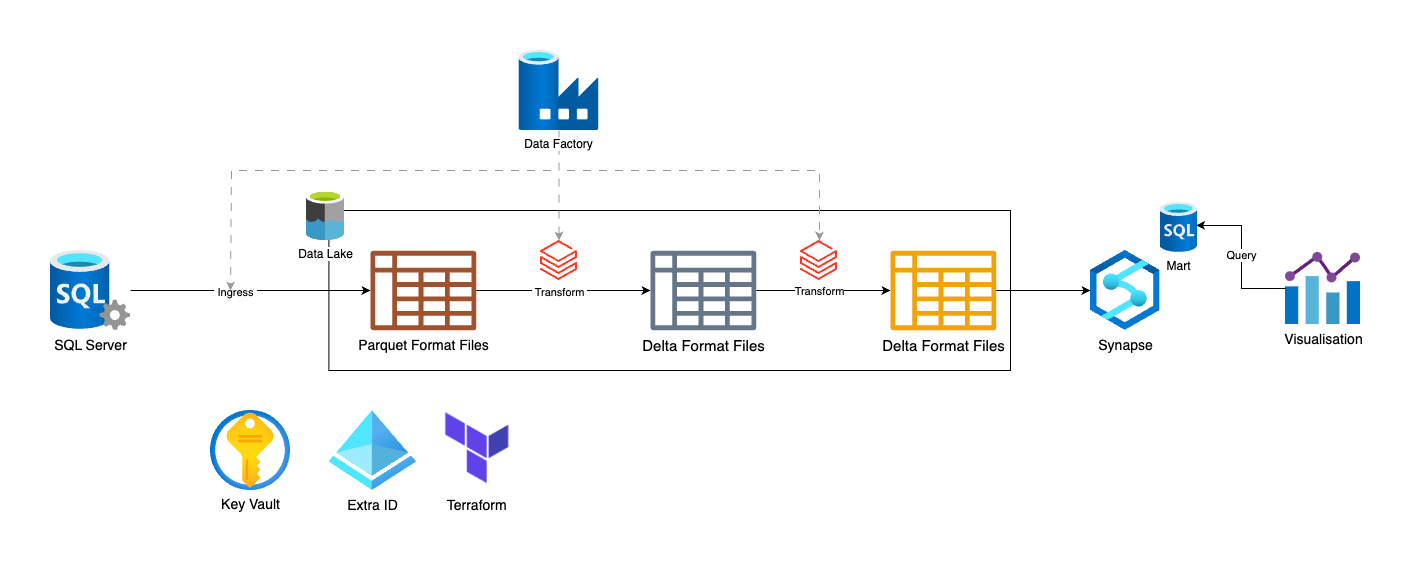 Data Factory
Data Lake
SQL
SQL Server
Ingress
Parquet Format Files
Transform
Delta Format Files
Transform
Delta Format Files
Synapse
SQL
Mart
Query
Visualisation
Key Vault
Extra ID
Terraform